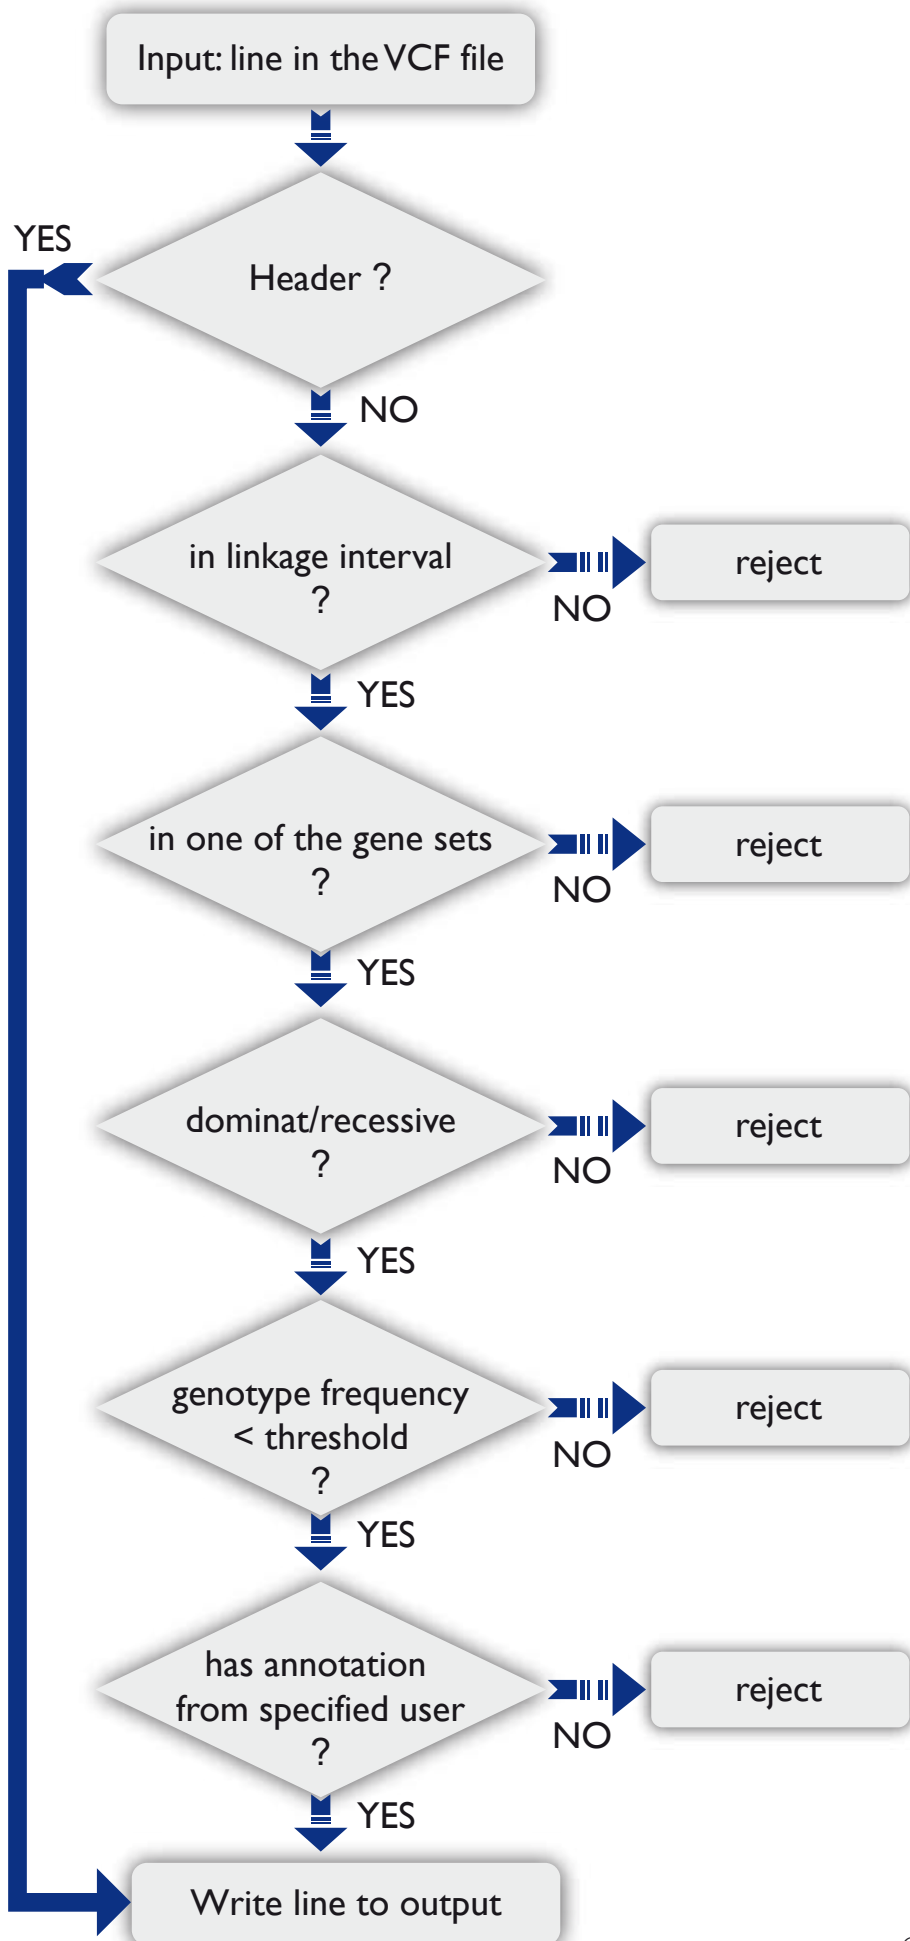 Input: line in the VCF file
YES
Header ?
NO
in linkage interval
?
reject
NO
YES
in one of the gene sets
?
reject
NO
YES
dominat/recessive
?
reject
NO
YES
genotype frequency
< threshold
?
reject
NO
YES
has annotation
from specified user
?
reject
NO
YES
Write line to output